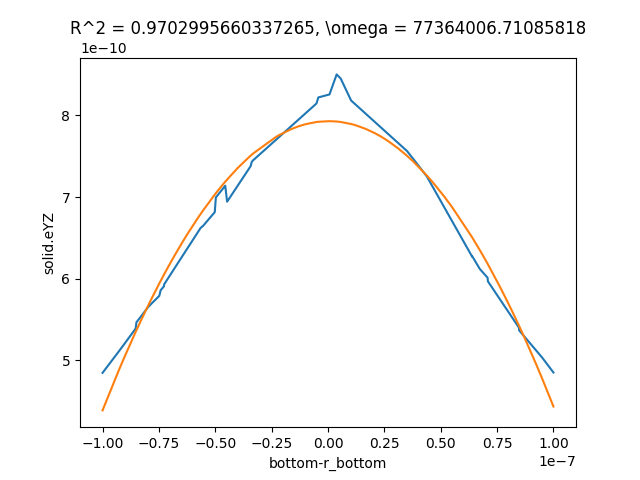 R^2 = 0.9702995660337265, \omega = 77364006.71085818
1e−10
8
7
6
5
solid.eYZ
−1.00 −0.75 −0.50 −0.25 0.00 0.25 0.50 0.75 1.00
1e−7
bottom-r_bottom